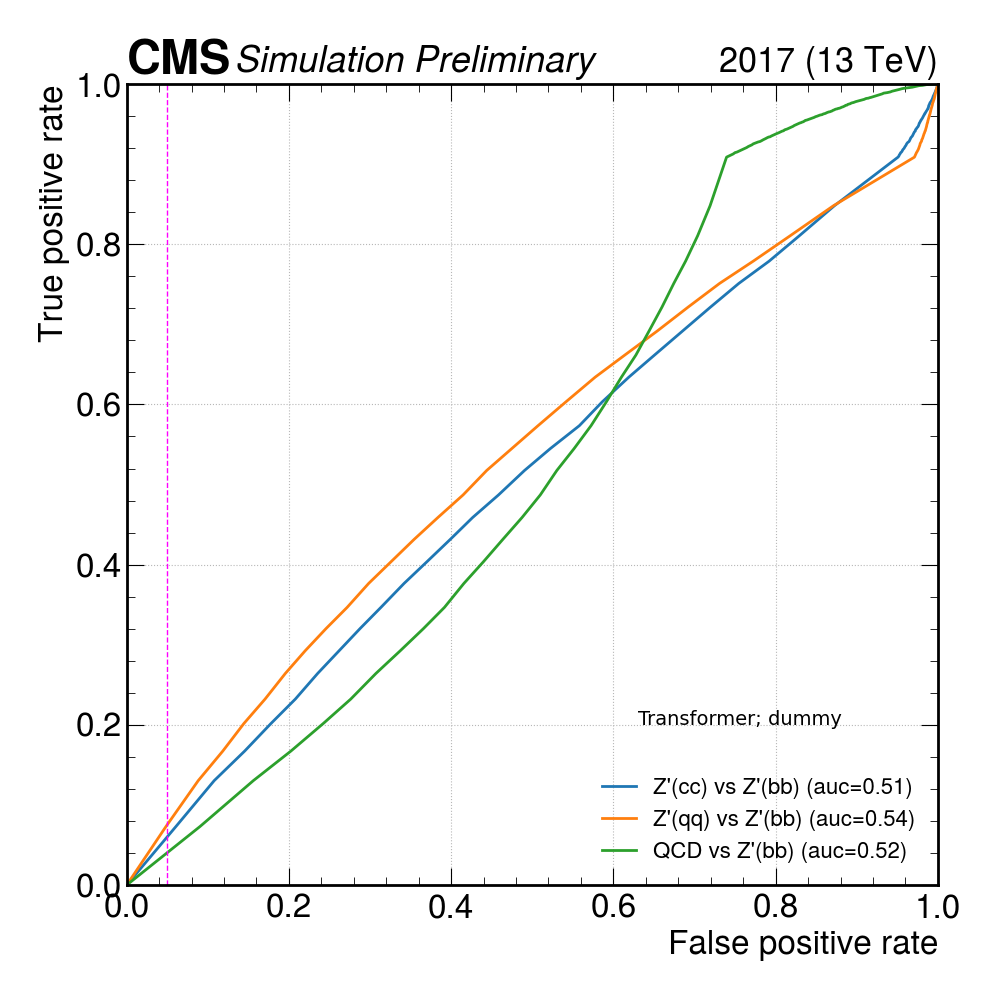 CMS Simulation Preliminary 2017 (13 TeV)
True positive rate
1.0
0.8
0.6
0.4
0.2
0.0
Transformer; dummy
Z'(cc) vs Z'(bb) (auc=0.51)
Z'(qq) vs Z'(bb) (auc=0.54)
QCD vs Z'(bb) (auc=0.52)
0.0 0.2 0.4 0.6 0.8 1.0
False positive rate